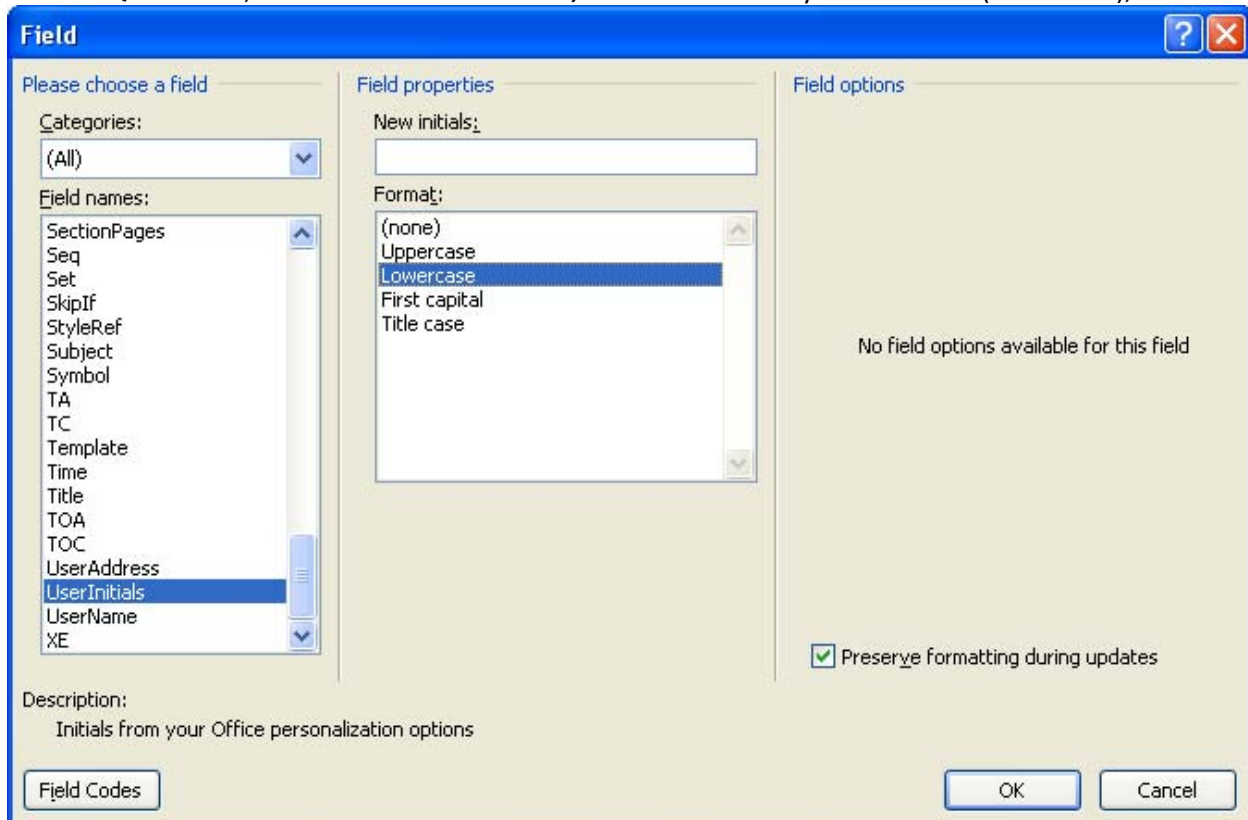 Field
Please choose a field
Categories:
(All)
Field names:
SectionPages
Seq
Set
SkipIf
StyleRef
Subject
Symbol
TA
TC
Template
Time
Title
TOA
TOC
UserAddress
UserInitials
UserName
XE
Field properties
New initials:
Format:
(none)
Uppercase
Lowercase
First capital
Title case
Field options
No field options available for this field
Preserve formatting during updates
Description:
Initials from your Office personalization options
Field Codes
OK
Cancel